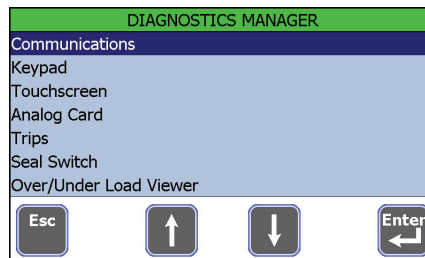 DIAGNOSTICS MANAGER
Communications
Keypad
Touchscreen
Analog Card
Trips
Seal Switch
Over/Under Load Viewer
Esc
Enter